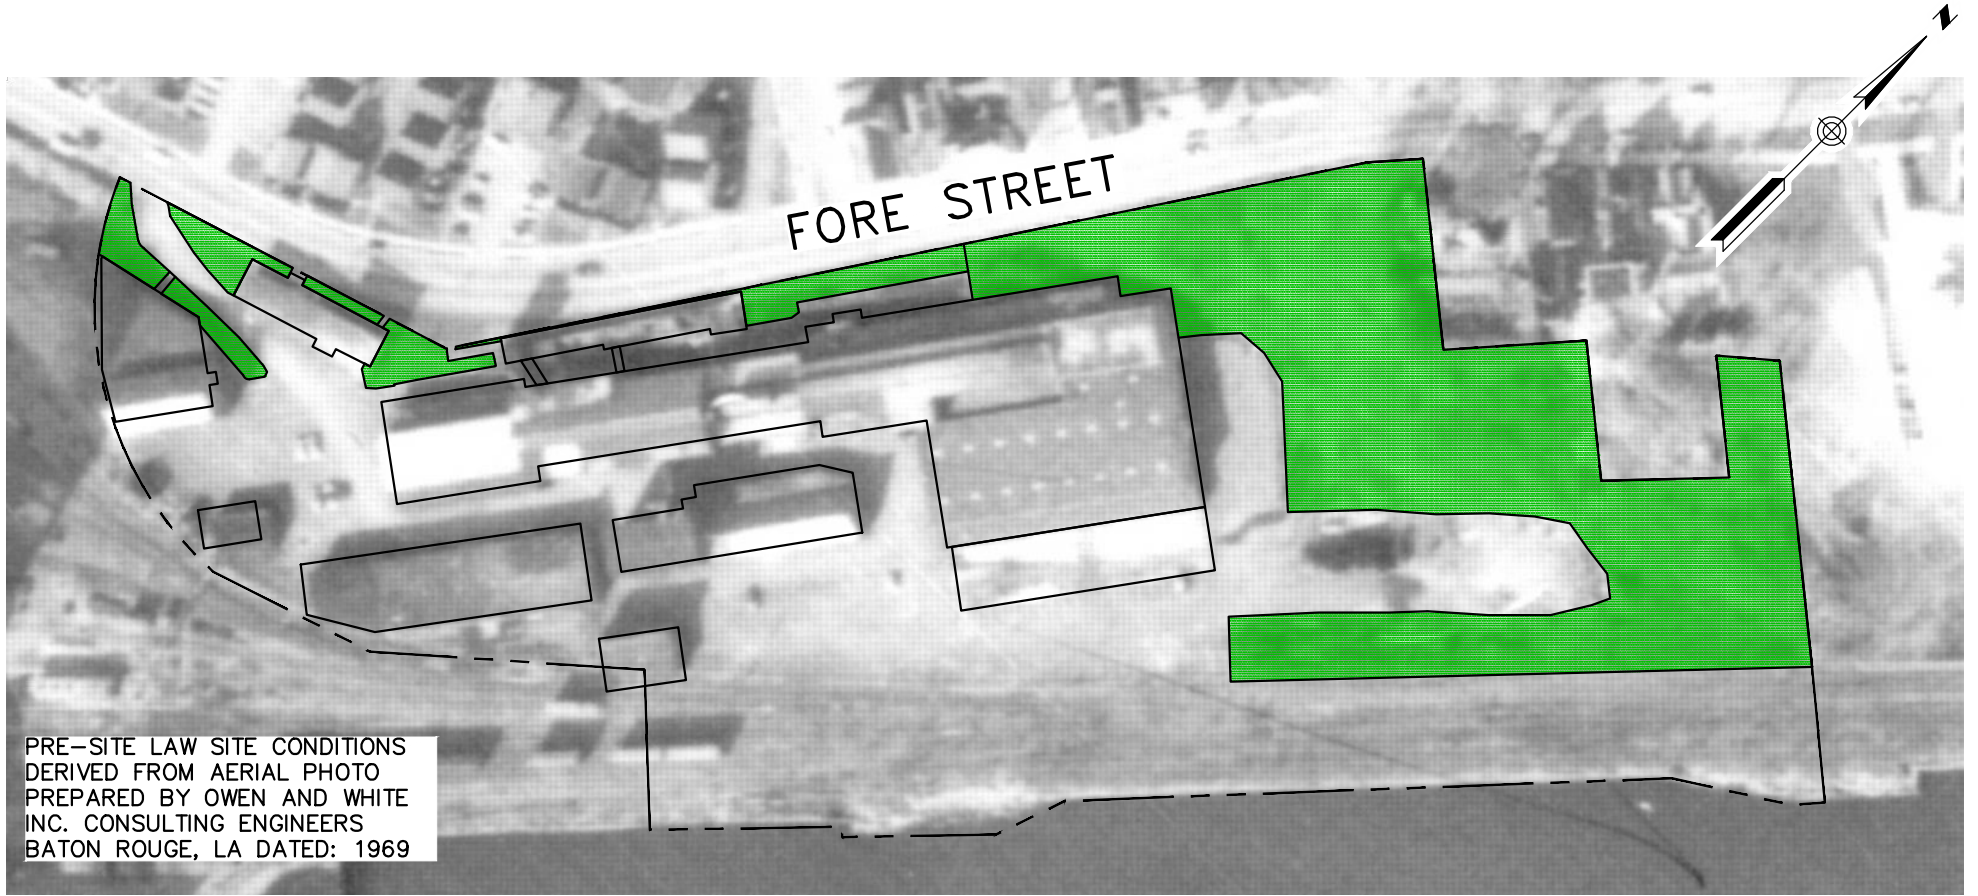 N
FORE STREET
PRE-SITE LAW SITE CONDITIONS
DERIVED FROM AERIAL PHOTO
PREPARED BY OWEN AND WHITE
INC. CONSULTING ENGINEERS
BATON ROUGE, LA DATED: 1969